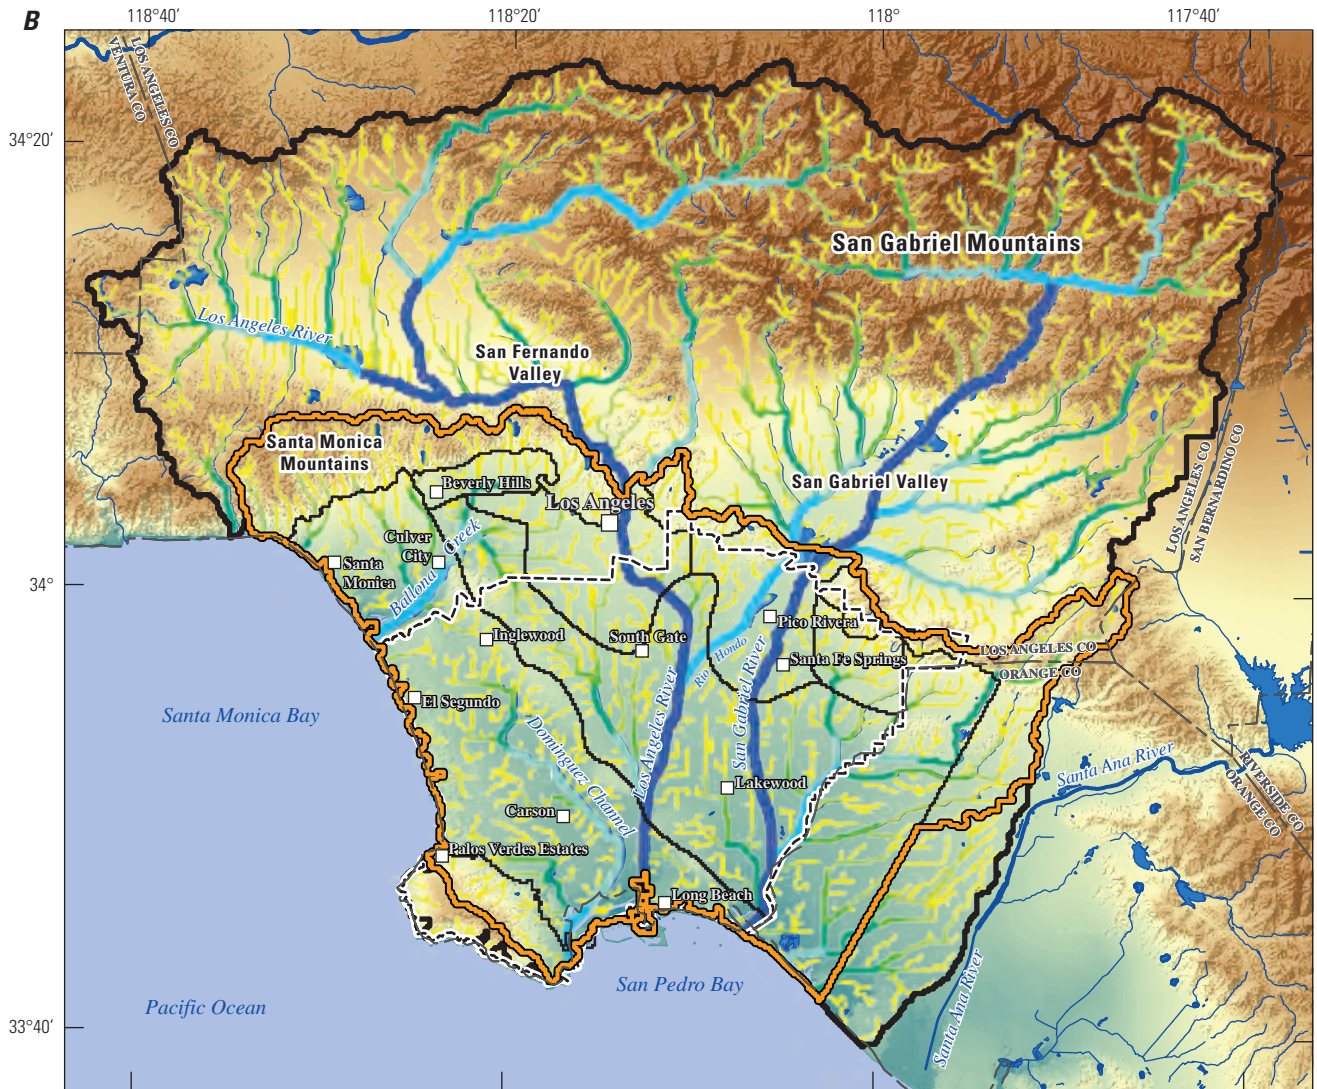 B
118°40'
118°20'
118°
117°40'
34°20'
34°
33°40'
LOS ANGELES CO
VENTURA CO
San Gabriel Mountains
Los Angeles River
San Fernando
Valley
Santa Monica
Mountains
San Gabriel Valley
LOS ANGELES CO
SAN BERNARDINO CO
Beverly Hills
Los Angeles
Culver
City
Ballona Creek
Santa
Monica
Inglewood
South Gate
Pico Rivera
Rio Hondo
Santa Fe Springs
LOS ANGELES CO
ORANGE CO
El Segundo
Santa Monica Bay
Dominguez Channel
Los Angeles River
San Gabriel River
Lakewood
Santa Ana River
RIVERSIDE CO
ORANGE CO
Carson
Palos Verdes Estates
Long Beach
San Pedro Bay
Pacific Ocean
Santa Ana River